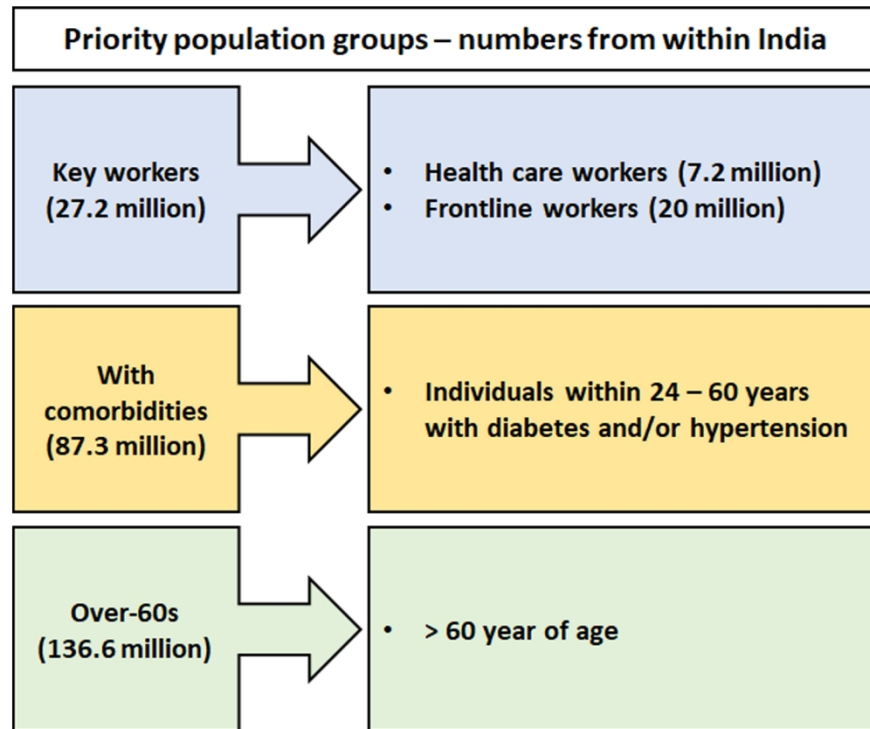 Priority population groups – numbers from within India
Key workers
(27.2 million)
• Health care workers (7.2 million)
• Frontline workers (20 million)
With
comorbidities
(87.3 million)
• Individuals within 24 – 60 years
with diabetes and/or hypertension
Over-60s
(136.6 million)
• > 60 year of age